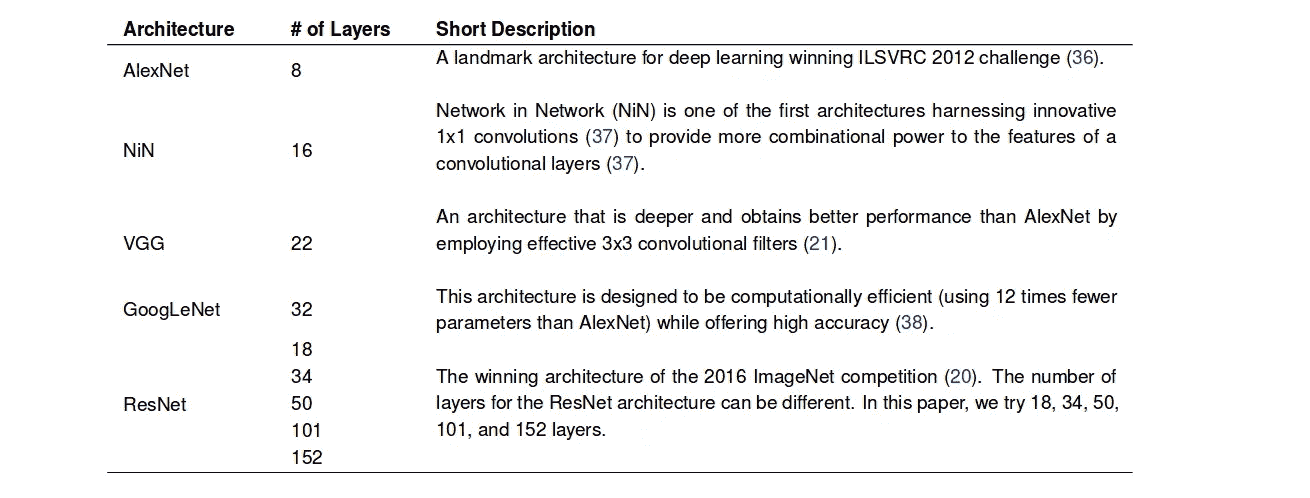 Architecture # of Layers Short Description
AlexNet 8 A landmark architecture for deep learning winning ILSVRC 2012 challenge (36).
NiN 16 Network in Network (NiN) is one of the first architectures harnessing innovative
1x1 convolutions (37) to provide more combinational power to the features of a
convolutional layers (37).
VGG 22 An architecture that is deeper and obtains better performance than AlexNet by
employing effective 3x3 convolutional filters (21).
GoogLeNet 32 This architecture is designed to be computationally efficient (using 12 times fewer
parameters than AlexNet) while offering high accuracy (38).
ResNet
18
34
50
101
152
The winning architecture of the 2016 ImageNet competition (20). The number of
layers for the ResNet architecture can be different. In this paper, we try 18, 34, 50,
101, and 152 layers.